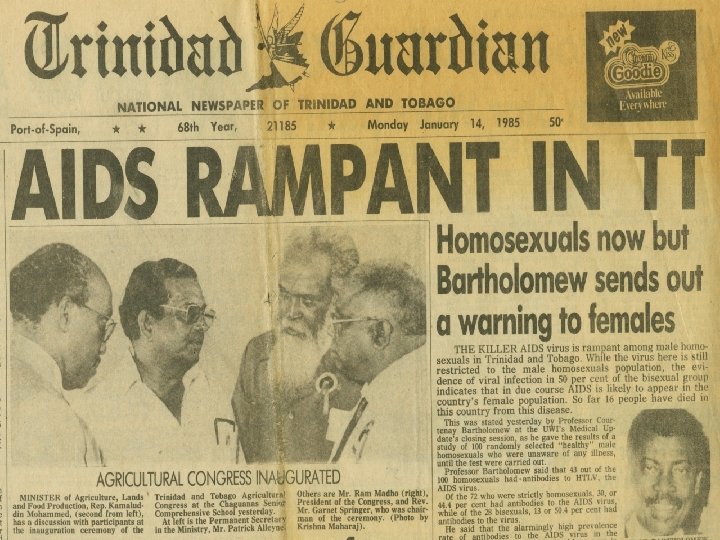 Trinidad Guardian
new
Charles
Goodie
Available
Everywhere
NATIONAL NEWSPAPER OF TRINIDAD AND TOBAGO
Port-of-Spain, ★ ★ 68th Year, 21185 ★ Monday January 14, 1985 50¢
AIDS RAMPANT IN TT
Homosexuals now but
Bartholomew sends out
a warning to females
THE KILLER AIDS virus is rampant among male homo-
sexuals in Trinidad and Tobago. While the virus here is still
restricted to the male homosexuals population, the evi-
dence of viral infection in 50 per cent of the bisexual group
indicates that in due course AIDS is likely to appear in the
country's female population. So far 16 people have died in
this country from this disease.
This was stated yesterday by Professor Cour-
tenay Bartholomew at the UWI's Medical Up-
date's closing session, as he gave the results of a
study of 100 randomly selected "healthy" male
homosexuals who were unaware of any illness,
until the test were carried out.
Professor Bartholomew said that 43 out of the
100 homosexuals had antibodies to HTLV, the
AIDS virus.
Of the 72 who were strictly homosexuals, 30, or
44.4 per cent had antibodies to the AIDS virus,
while of the 28 bisexuals, 13 or 50.4 per cent had
antibodies to the virus.
He said that the alarmingly high prevalence
rate of antibodies to the AIDS virus in the
AGRICULTURAL CONGRESS INAUGURATED
MINISTER of Agriculture, Lands
and Food Production, Rep. Kamalud-
din Mohammed, (second from left),
has a discussion with participants at
the inauguration ceremony of the
Trinidad and Tobago Agricultural
Congress at the Chaguanas Senior
Comprehensive School yesterday.
At left is the Permanent Secretary
in the Ministry, Mr. Patrick Alleyne.
Others are Mr. Ram Madho (right),
President of the Congress, and Rev.
Mr. Garnet Springer, who was chair-
man of the ceremony. (Photo by
Krishna Maharaj).